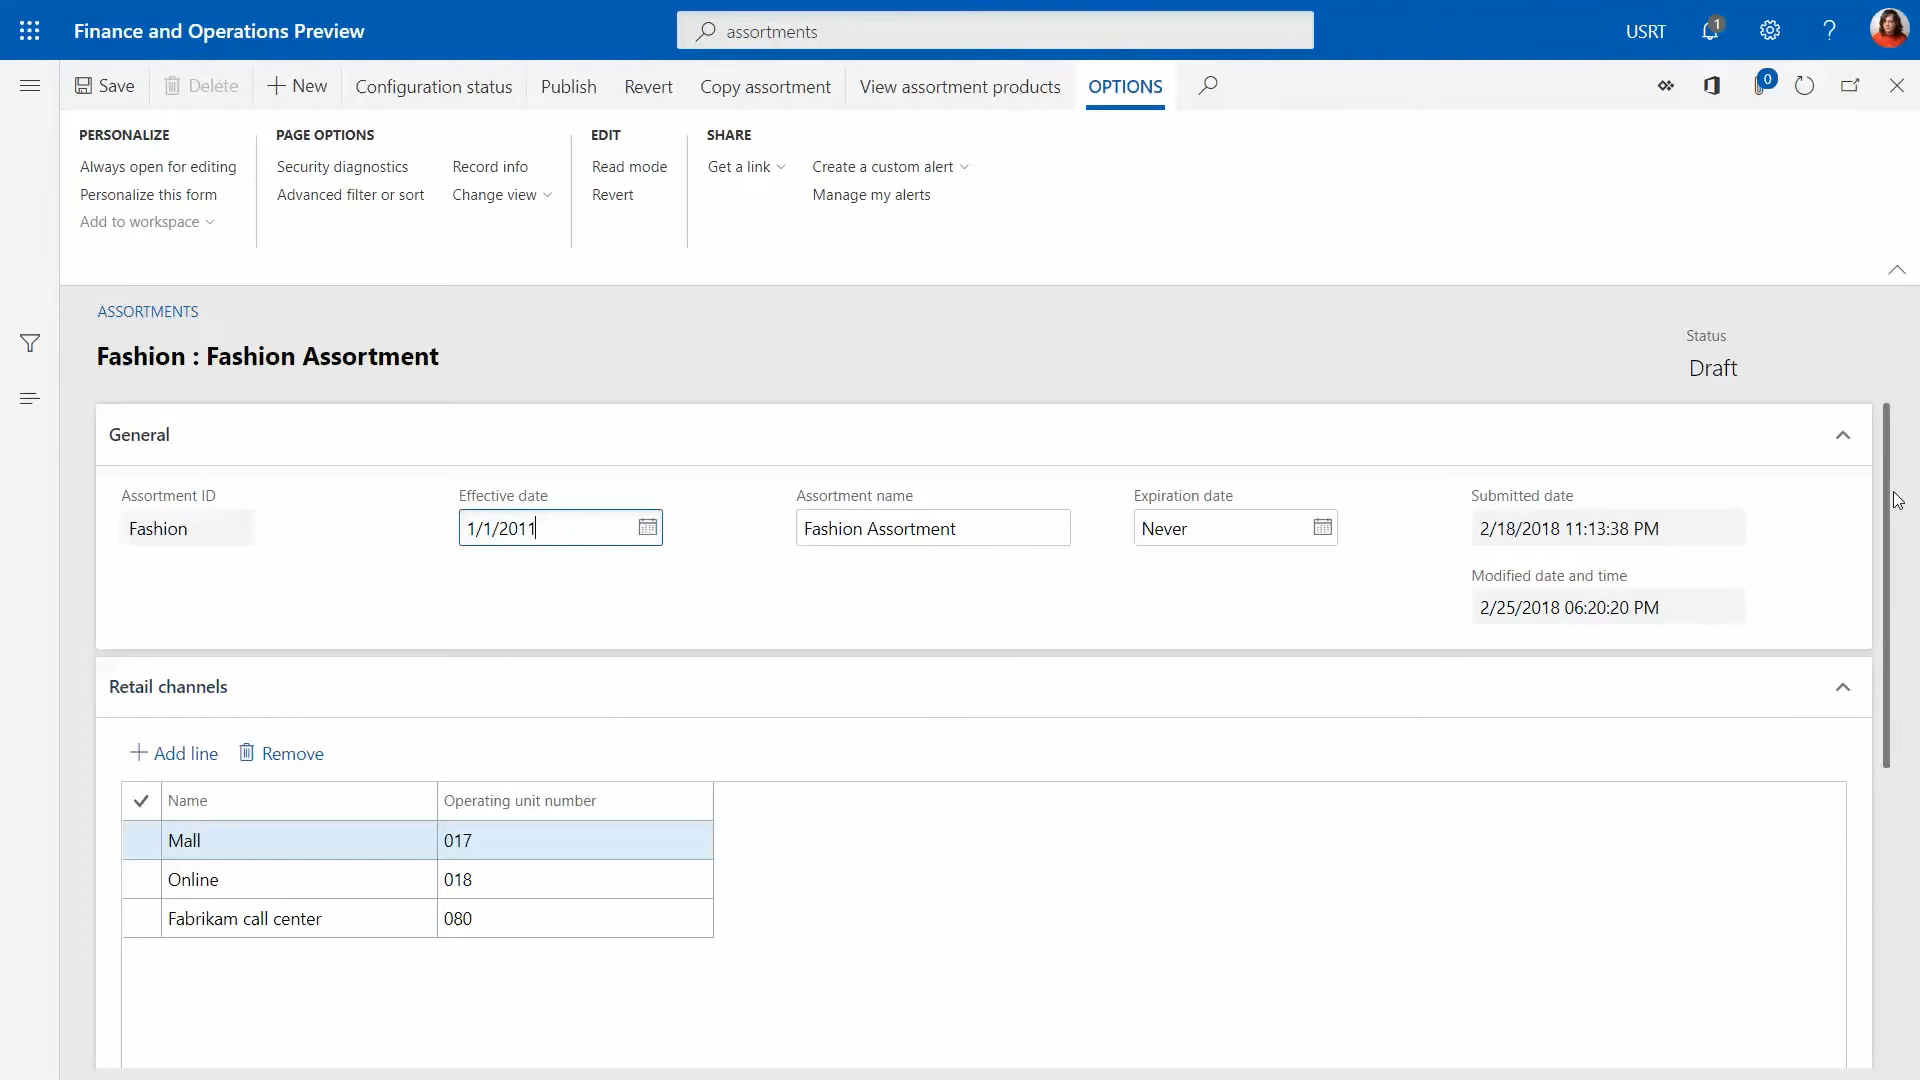 Finance and Operations Preview
assortments
USRT
1
?
Save
Delete
New
Configuration status
Publish
Revert
Copy assortment
View assortment products
OPTIONS
0
PERSONALIZE
Always open for editing
Personalize this form
Add to workspace
PAGE OPTIONS
Security diagnostics
Advanced filter or sort
Record info
Change view
EDIT
Read mode
Revert
SHARE
Get a link
Create a custom alert
Manage my alerts
ASSORTMENTS
Fashion : Fashion Assortment
Status
Draft
General
Assortment ID
Fashion
Effective date
1/1/2011
Assortment name
Fashion Assortment
Expiration date
Never
Submitted date
2/18/2018 11:13:38 PM
Modified date and time
2/25/2018 06:20:20 PM
Retail channels
Add line
Remove
Name Operating unit number
Mall 017
Online 018
Fabrikam call center 080